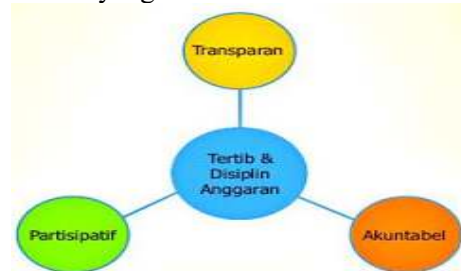 Transparan
Tertib &
Disiplin
Anggaran
Partisipatif
Akuntabel